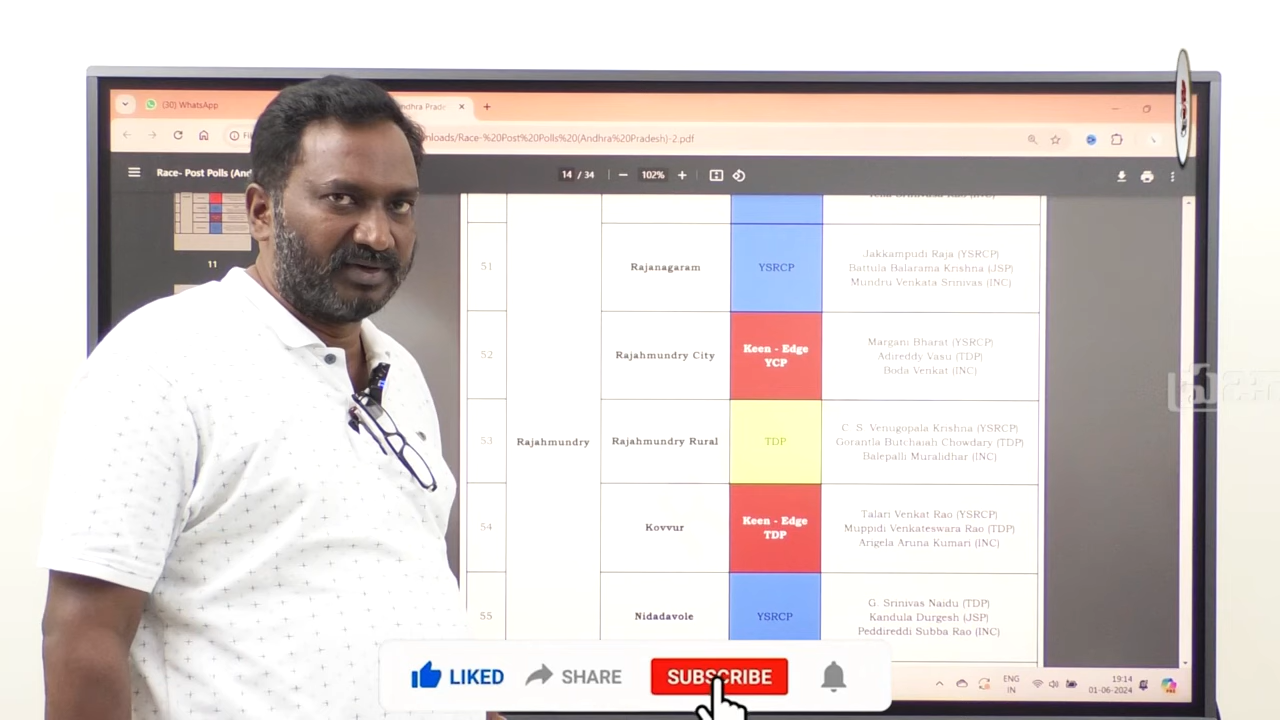 (30) WhatsApp
ndhra Prade
nloads/Race-%20Post%20Polls%20(Andhra%20Pradesh)-2.pdf
Race- Post Polls (An
14 / 34
102%
11
51
Rajanagaram
YSRCP
Jakkampudi Raja (YSRCP)
Battula Balarama Krishna (JSP)
Mundru Venkata Srinivas (INC)
52
Rajahmundry City
Keen - Edge
YCP
Margani Bharat (YSRCP)
Adireddy Vasu (TDP)
Boda Venkat (INC)
53
Rajahmundry
Rajahmundry Rural
TDP
C. S. Venugopala Krishna (YSRCP)
Gorantla Butchaiah Chowdary (TDP)
Balepalli Muralidhar (INC)
54
Kovvur
Keen - Edge
TDP
Talari Venkat Rao (YSRCP)
Muppidi Venkateswara Rao (TDP)
Arigela Aruna Kumari (INC)
55
Nidadavole
YSRCP
G. Srinivas Naidu (TDP)
Kandula Durgesh (JSP)
Peddireddi Subba Rao (INC)
LIKED
SHARE
SUBSCRIBE
ENG
IN
19:14
01-06-2024